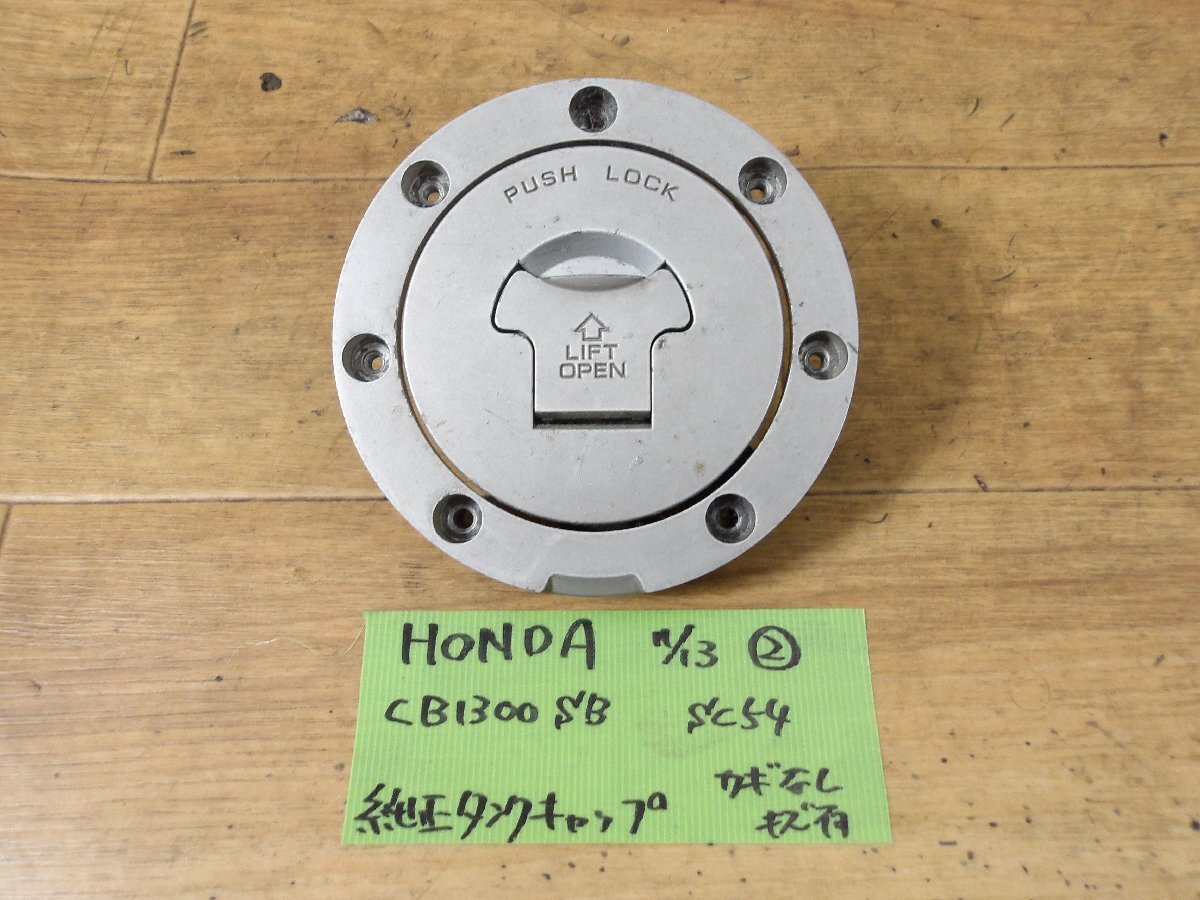 PUSH LOCK
LIFT
OPEN
HONDA 11/13 ②
CB1300SB SC54
純正タンクキャップ カギなし
キズ有